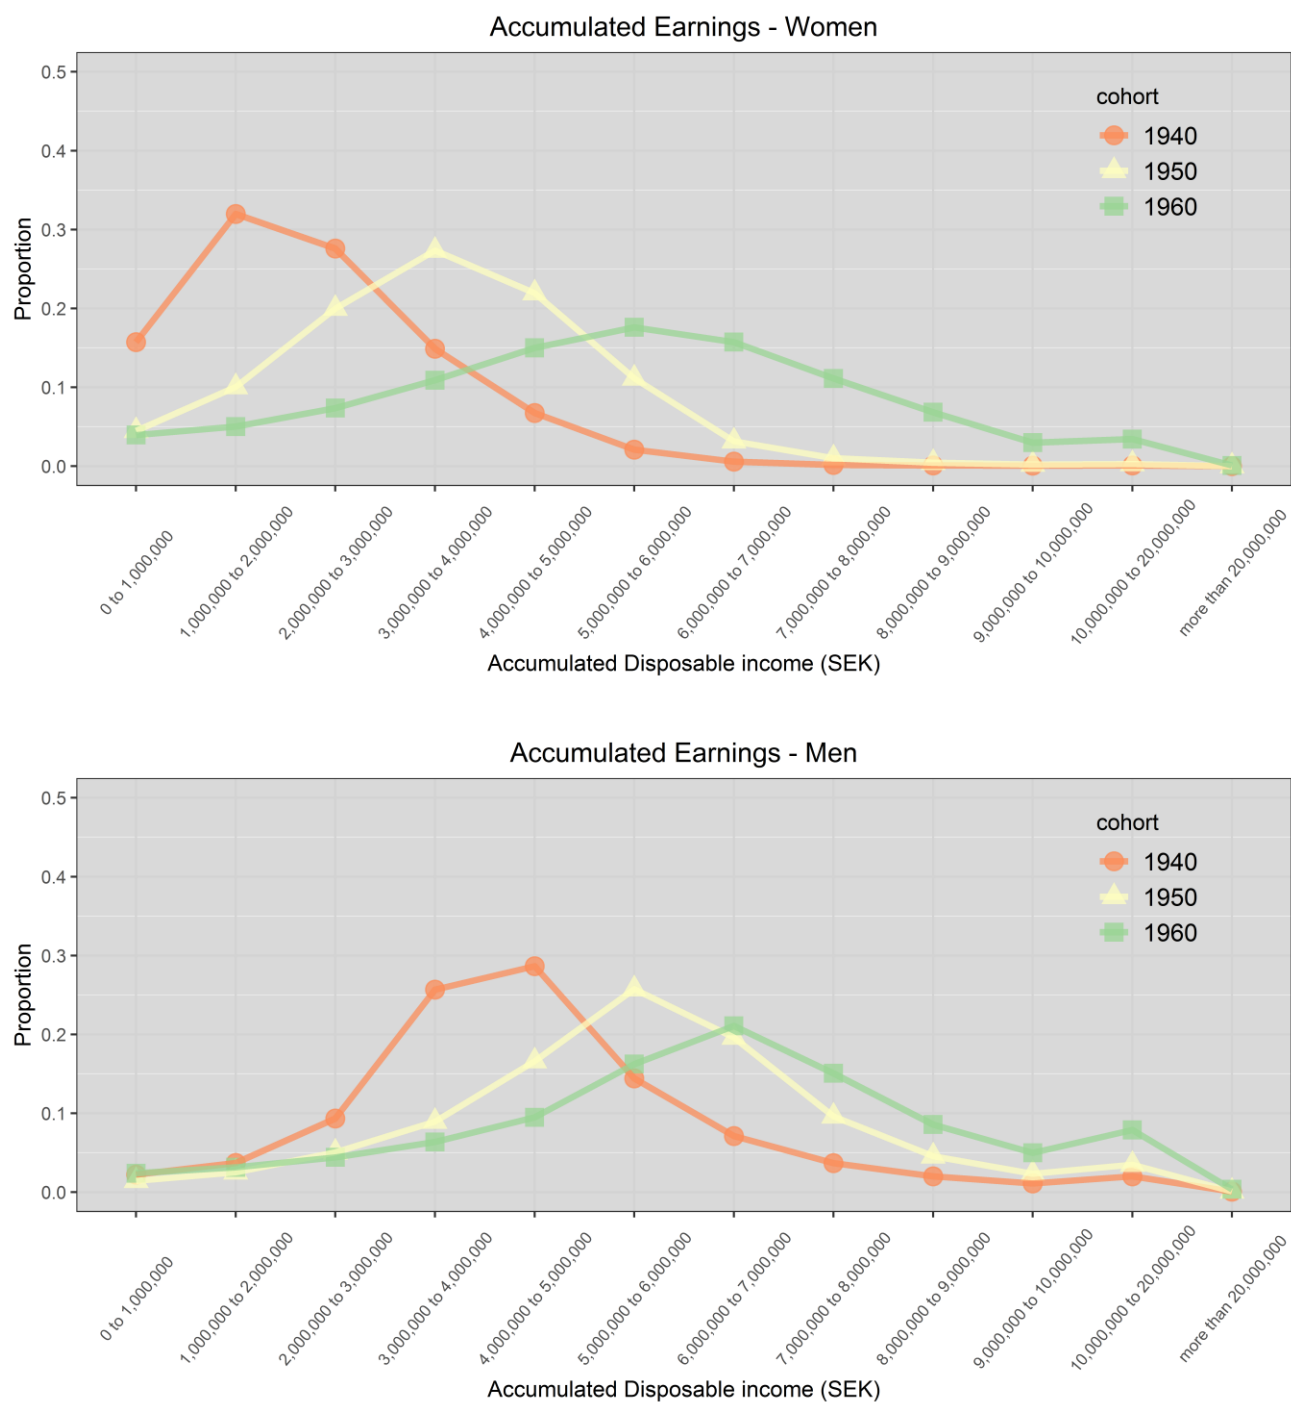 Accumulated Earnings - Women
Proportion
0.5
0.4
0.3
0.2
0.1
0.0
cohort
1940
1950
1960
0 to 1,000,000
1,000,000 to 2,000,000
2,000,000 to 3,000,000
3,000,000 to 4,000,000
4,000,000 to 5,000,000
5,000,000 to 6,000,000
6,000,000 to 7,000,000
7,000,000 to 8,000,000
8,000,000 to 9,000,000
9,000,000 to 10,000,000
10,000,000 to 20,000,000
more than 20,000,000
Accumulated Disposable income (SEK)
Accumulated Earnings - Men
Proportion
0.5
0.4
0.3
0.2
0.1
0.0
cohort
1940
1950
1960
0 to 1,000,000
1,000,000 to 2,000,000
2,000,000 to 3,000,000
3,000,000 to 4,000,000
4,000,000 to 5,000,000
5,000,000 to 6,000,000
6,000,000 to 7,000,000
7,000,000 to 8,000,000
8,000,000 to 9,000,000
9,000,000 to 10,000,000
10,000,000 to 20,000,000
more than 20,000,000
Accumulated Disposable income (SEK)